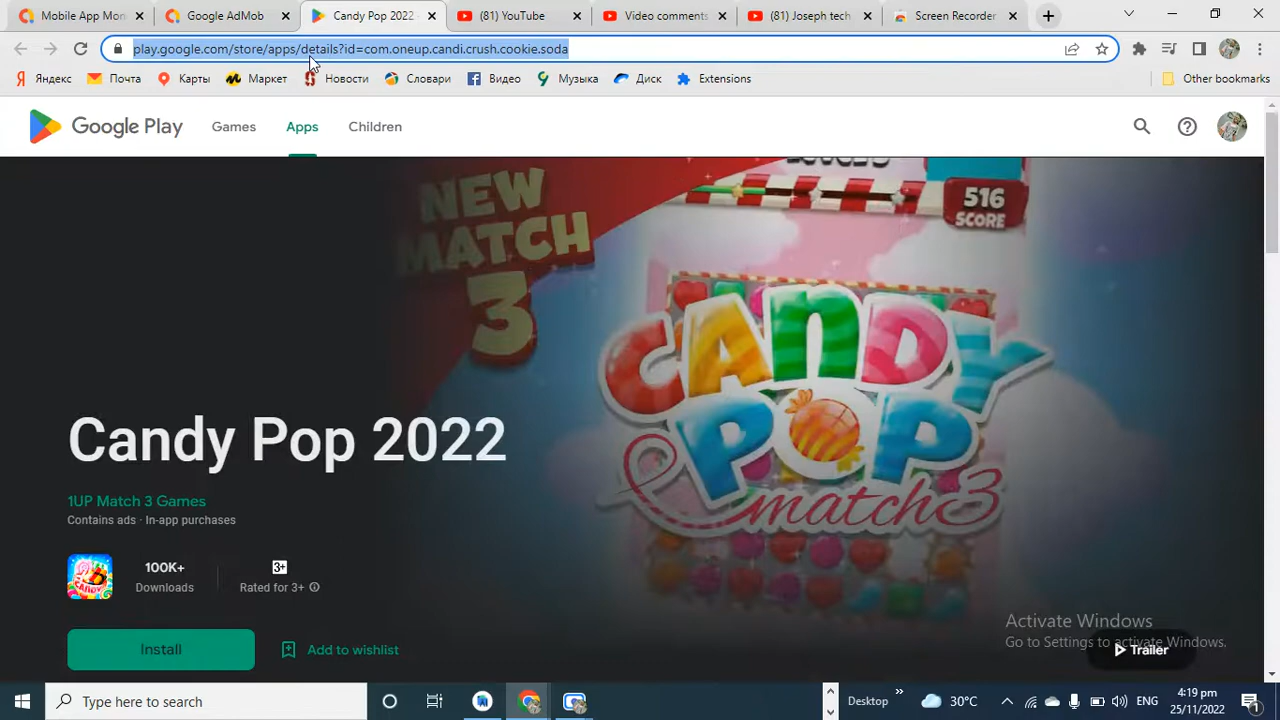 Mobile App Mon
Google AdMob
Candy Pop 2022
(81) YouTube
Video comments
(81) Joseph tech
Screen Recorder
play.google.com/store/apps/details?id=com.oneup.candi.crush.cookie.soda
Яндекс
Почта
Карты
Маркет
Новости
Словари
Видео
Музыка
Диск
Extensions
Other bookmarks
Google Play
Games
Apps
Children
NEW
MATCH
3
516
SCORE
CANDY
POP
match3
Candy Pop 2022
1UP Match 3 Games
Contains ads · In-app purchases
100K+
Downloads
3+
Rated for 3+
Install
Add to wishlist
Activate Windows
Go to Settings to activate Windows.
Trailer
Type here to search
Desktop
30°C
ENG
4:19 pm
25/11/2022
1